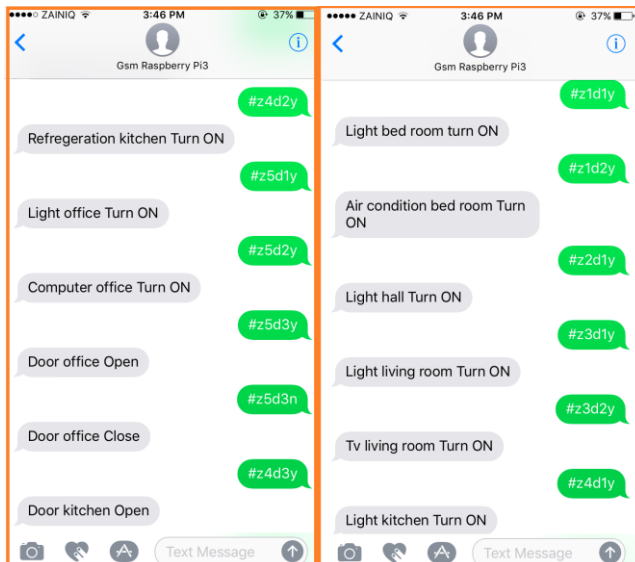 ZAINIQ 3:46 PM 37%
Gsm Raspberry Pi3
#z4d2y
Refregeration kitchen Turn ON
#z5d1y
Light office Turn ON
#z5d2y
Computer office Turn ON
#z5d3y
Door office Open
#z5d3n
Door office Close
#z4d3y
Door kitchen Open
Text Message
ZAINIQ 3:46 PM 37%
Gsm Raspberry Pi3
#z1d1y
Light bed room turn ON
#z1d2y
Air condition bed room Turn
ON
#z2d1y
Light hall Turn ON
#z3d1y
Light living room Turn ON
#z3d2y
Tv living room Turn ON
#z4d1y
Light kitchen Turn ON
Text Message